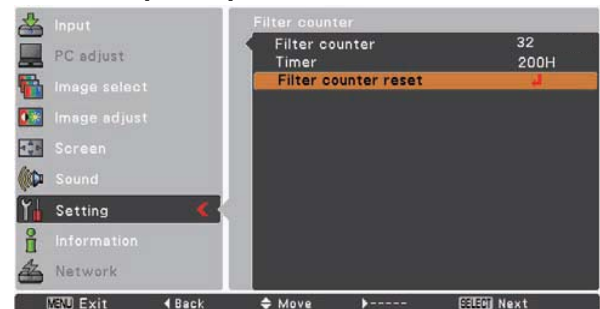 Input
PC adjust
Image select
Image adjust
Screen
Sound
Setting
Information
Network
Filter counter
Filter counter 32
Timer 200H
Filter counter reset
MENU Exit Back Move ----- SELECT Next